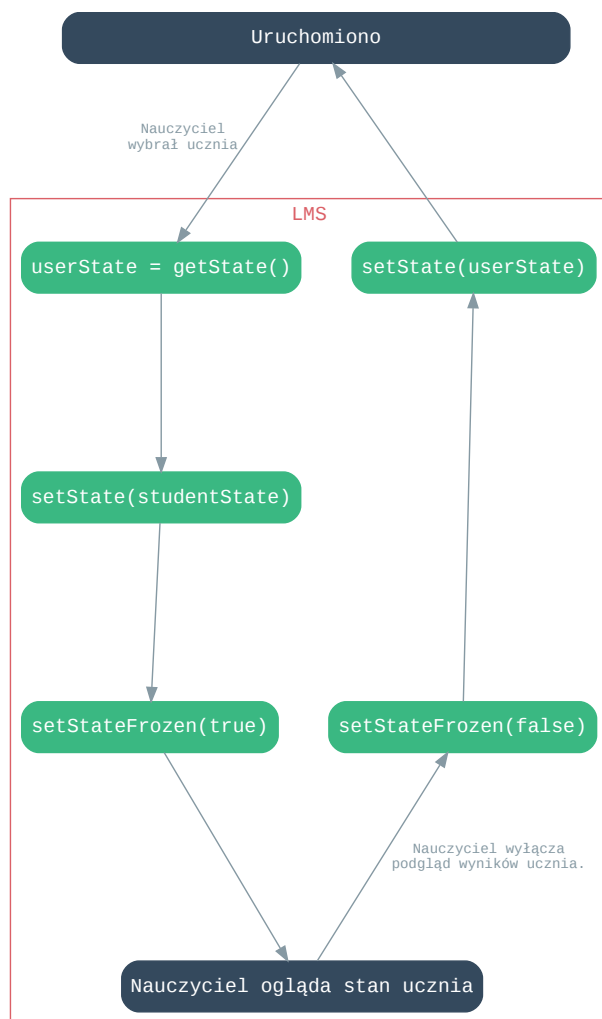 Uruchomiono
Nauczyciel
wybrał ucznia
LMS
userState = getState()
setState(userState)
setState(studentState)
setStateFrozen(true)
setStateFrozen(false)
Nauczyciel wyłącza
podgląd wyników ucznia.
Nauczyciel ogląda stan ucznia